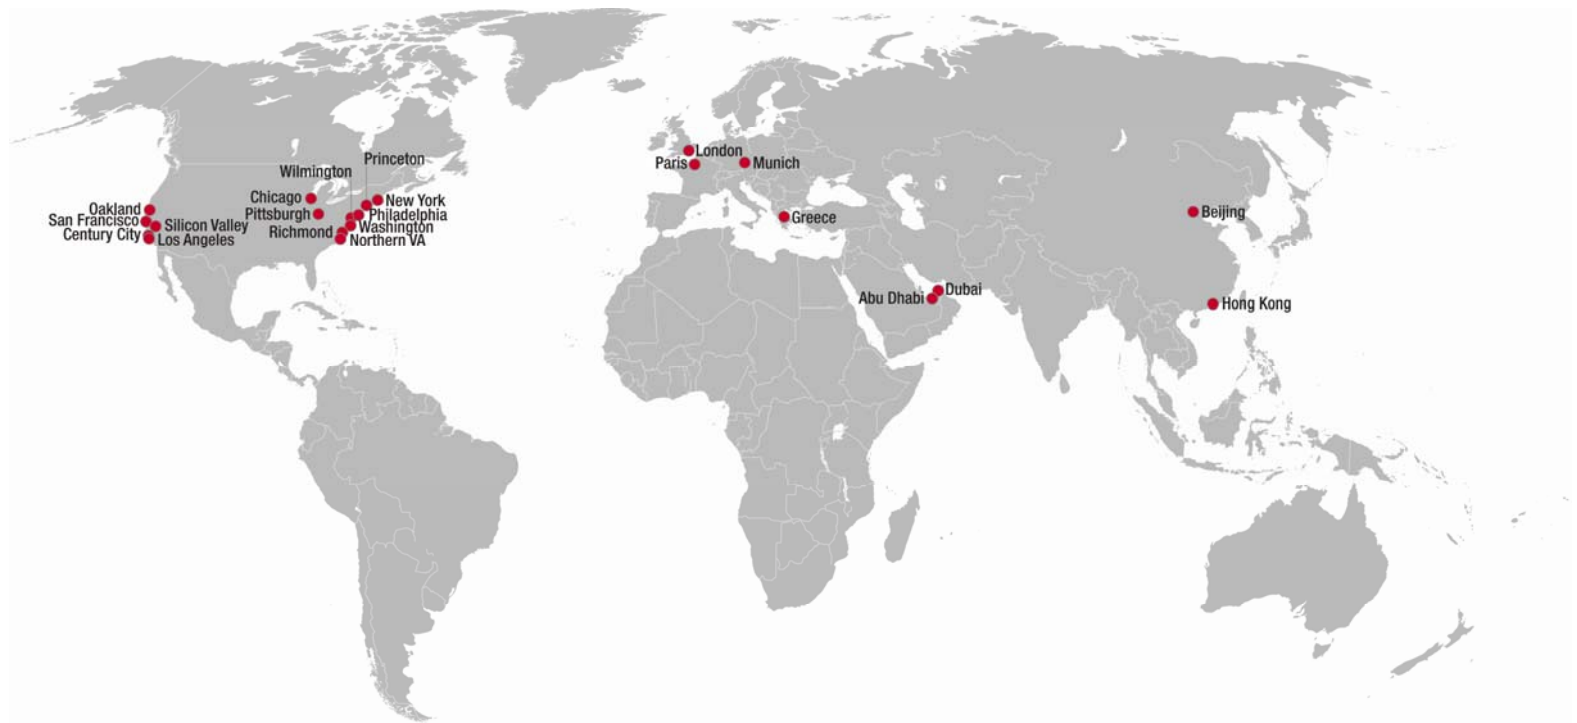 London
Princeton
Paris
Munich
Wilmington
Chicago
New York
Oakland
Pittsburgh
Philadelphia
San Francisco
Silicon Valley
Washington
Century City
Richmond
Los Angeles
Northern VA
Greece
Beijing
Dubai
Abu Dhabi
Hong Kong